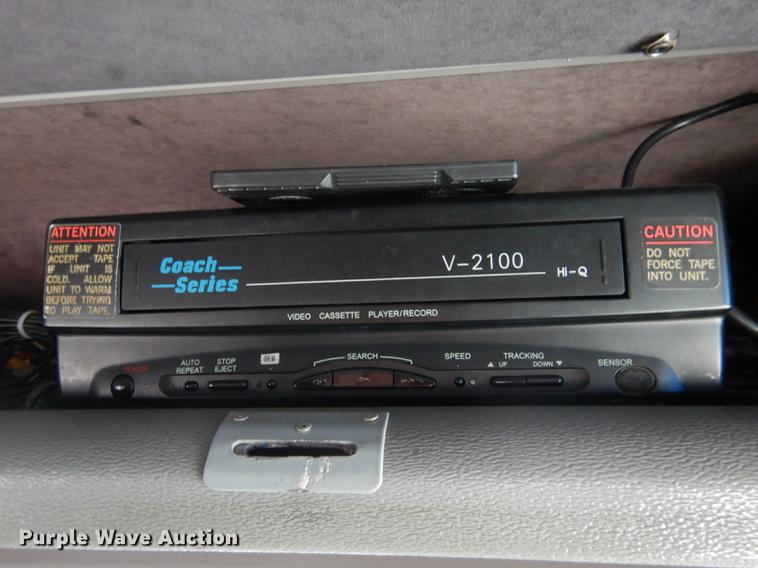 ATTENTION
UNIT MAY NOT
ACCEPT TAPE
IF UNIT IS
COLD. ALLOW
UNIT TO WARM
BEFORE TRYING
TO PLAY TAPE.
Coach
Series
V-2100
Hi-Q
CAUTION
DO NOT
FORCE TAPE
INTO UNIT.
VIDEO CASSETTE PLAYER/RECORD
POWER
AUTO
REPEAT
STOP
EJECT
SEARCH
SPEED
TRACKING
▲ UP DOWN ▼
SENSOR
Purple Wave Auction